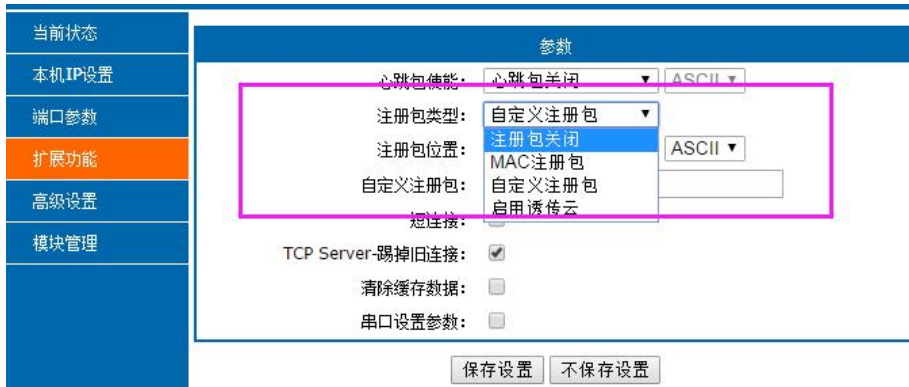 当前状态
本机IP设置
端口参数
扩展功能
高级设置
模块管理
参数
心跳包使能: 心跳包关闭 ASCII
注册包类型: 自定义注册包
注册包位置: ASCII
自定义注册包:
注册包关闭
MAC注册包
自定义注册包
启用诱传云
短连接:
TCP Server-踢掉旧连接:
清除缓存数据:
串口设置参数:
保存设置 不保存设置